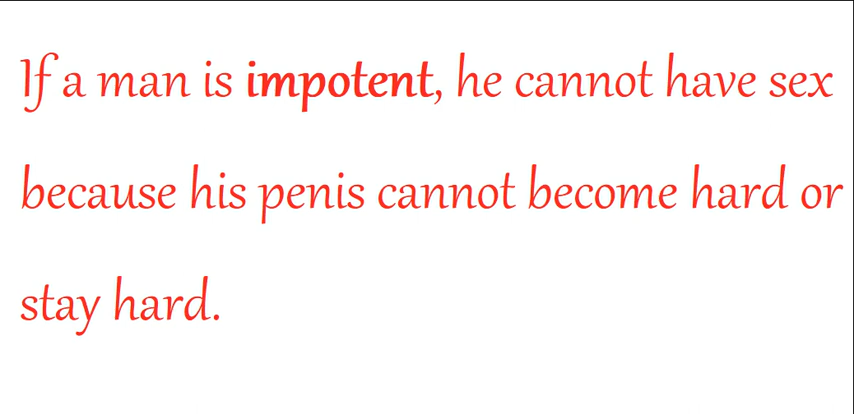 If a man is impotent, he cannot have sex
because his penis cannot become hard or
stay hard.